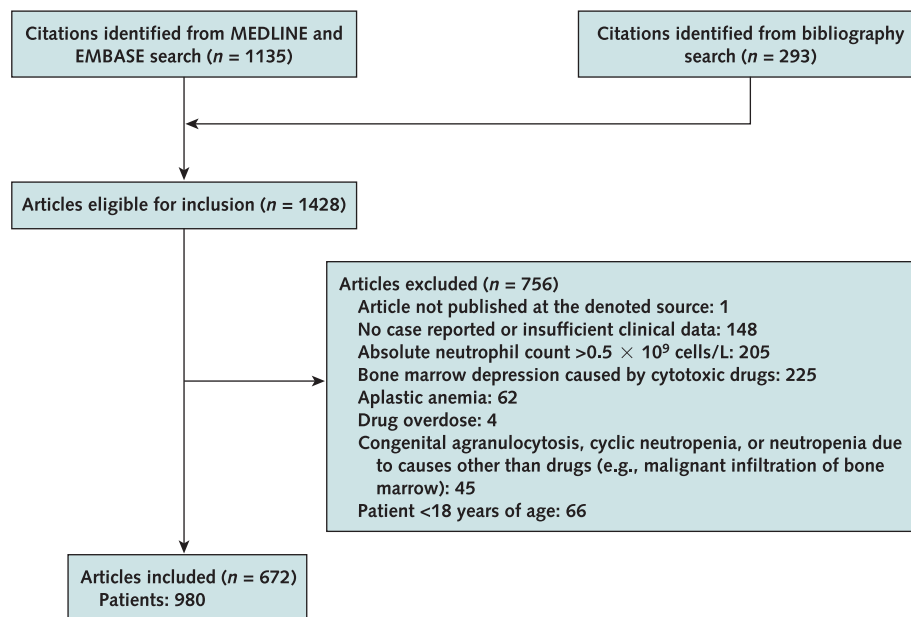 Citations identified from MEDLINE and
EMBASE search (n = 1135)
Citations identified from bibliography
search (n = 293)
Articles eligible for inclusion (n = 1428)
Articles excluded (n = 756)
Article not published at the denoted source: 1
No case reported or insufficient clinical data: 148
Absolute neutrophil count >0.5 × 10⁹ cells/L: 205
Bone marrow depression caused by cytotoxic drugs: 225
Aplastic anemia: 62
Drug overdose: 4
Congenital agranulocytosis, cyclic neutropenia, or neutropenia due
to causes other than drugs (e.g., malignant infiltration of bone
marrow): 45
Patient <18 years of age: 66
Articles included (n = 672)
Patients: 980